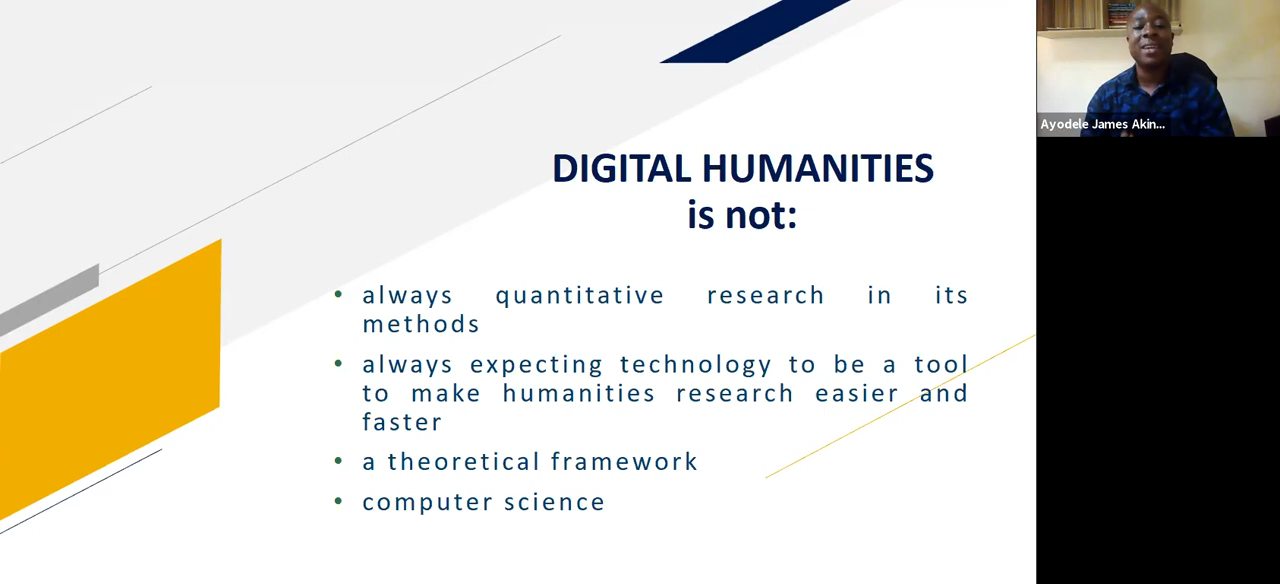 DIGITAL HUMANITIES
is not:
• always quantitative research in its
methods
• always expecting technology to be a tool
to make humanities research easier and
faster
• a theoretical framework
• computer science
Ayodele James Akin...